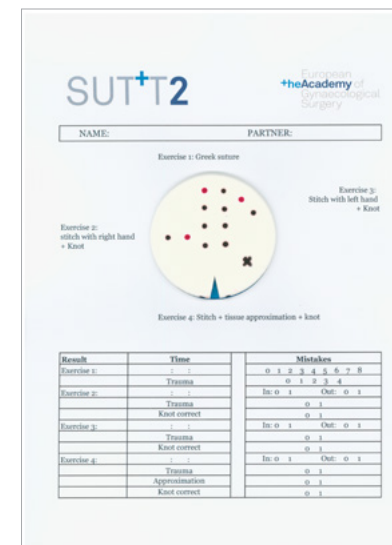 SUTT2
European
+heAcademy of
Gynaecological
Surgery
NAME: PARTNER:
Exercise 1: Greek suture
Exercise 3:
Stitch with left hand
+ Knot
Exercise 2:
stitch with right hand
+ Knot
Exercise 4: Stitch + tissue approximation + knot
Result Time Mistakes
Exercise 1: : : 0 1 2 3 4 5 6 7 8
Trauma 0 1 2 3 4
Exercise 2: : : In: 0 1 Out: 0 1
Trauma 0 1
Knot correct 0 1
Exercise 3: : : In: 0 1 Out: 0 1
Trauma 0 1
Knot correct 0 1
Exercise 4: : : In: 0 1 Out: 0 1
Trauma 0 1
Approximation 0 1
Knot correct 0 1